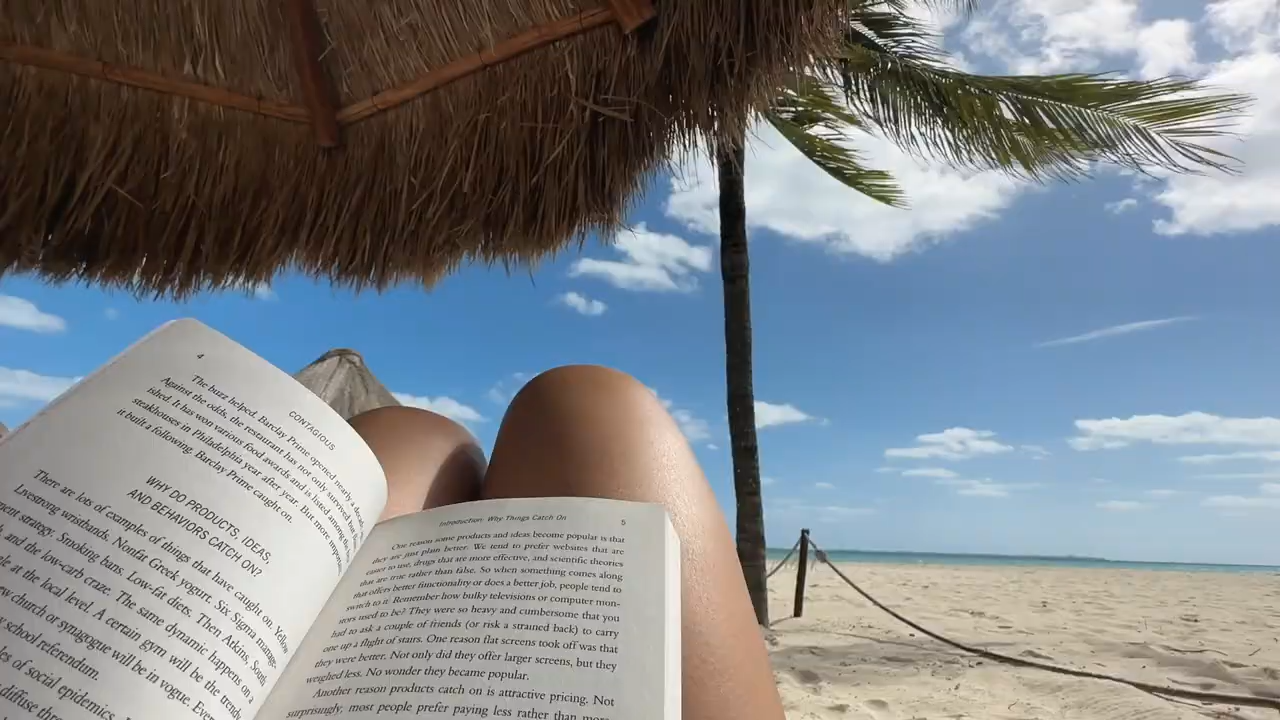 4
CONTAGIOUS
The buzz helped. Barclay Prime opened nearly a decade
Against the odds, the restaurant has not only survived
ished. It has won various food awards and is listed among
steakhouses in Philadelphia year after year. But more
it built a following. Barclay Prime caught on.
WHY DO PRODUCTS, IDEAS,
AND BEHAVIORS CATCH ON?
There are lots of examples of things that have caught on. Yellow
Livestrong wristbands. Nonfat Greek yogurt. Six Sigma manage-
ment strategy. Smoking bans. Low-fat diets. Then Atkins, South
and the low-carb craze. The same dynamic happens on a
le at the local level. A certain gym will be the trendy
church or synagogue will be in vogue. Every
school referendum.
les of social epidemics.
diffuse
Introduction: Why Things Catch On
5
One reason some products and ideas become popular is that
they are just plain better. We tend to prefer websites that are
easier to use, drugs that are more effective, and scientific theories
that are true rather than false. So when something comes along
that offers better functionality or does a better job, people tend to
switch to it. Remember how bulky televisions or computer mon-
itors used to be? They were so heavy and cumbersome that you
had to ask a couple of friends (or risk a strained back) to carry
one up a flight of stairs. One reason flat screens took off was that
they were better. Not only did they offer larger screens, but they
weighed less. No wonder they became popular.
Another reason products catch on is attractive pricing. Not
surprisingly, most people prefer paying less rather than more.